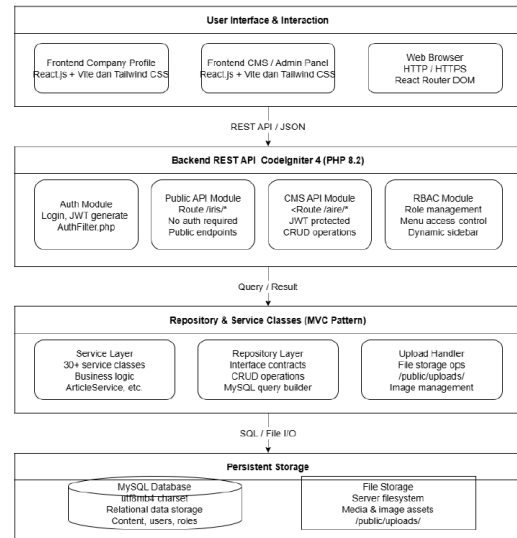 User Interface & Interaction
Frontend Company Profile
React.js + Vite dan Tailwind CSS
Frontend CMS / Admin Panel
React.js + Vite dan Tailwind CSS
Web Browser
HTTP / HTTPS
React Router DOM
REST API / JSON
Backend REST API CodeIgniter 4 (PHP 8.2)
Auth Module
Login, JWT generate
AuthFilter.php
Public API Module
Route /iris/*
No auth required
Public endpoints
CMS API Module
<Route /aire/*
JWT protected
CRUD operations
RBAC Module
Role management
Menu access control
Dynamic sidebar
Query / Result
Repository & Service Classes (MVC Pattern)
Service Layer
30+ service classes
Business logic
ArticleService, etc.
Repository Layer
Interface contracts
CRUD operations
MySQL query builder
Upload Handler
File storage ops
/public/uploads/
Image management
SQL / File I/O
Persistent Storage
MySQL Database
utf8mb4 charset
Relational data storage
Content, users, roles
File Storage
Server filesystem
Media & image assets
/public/uploads/